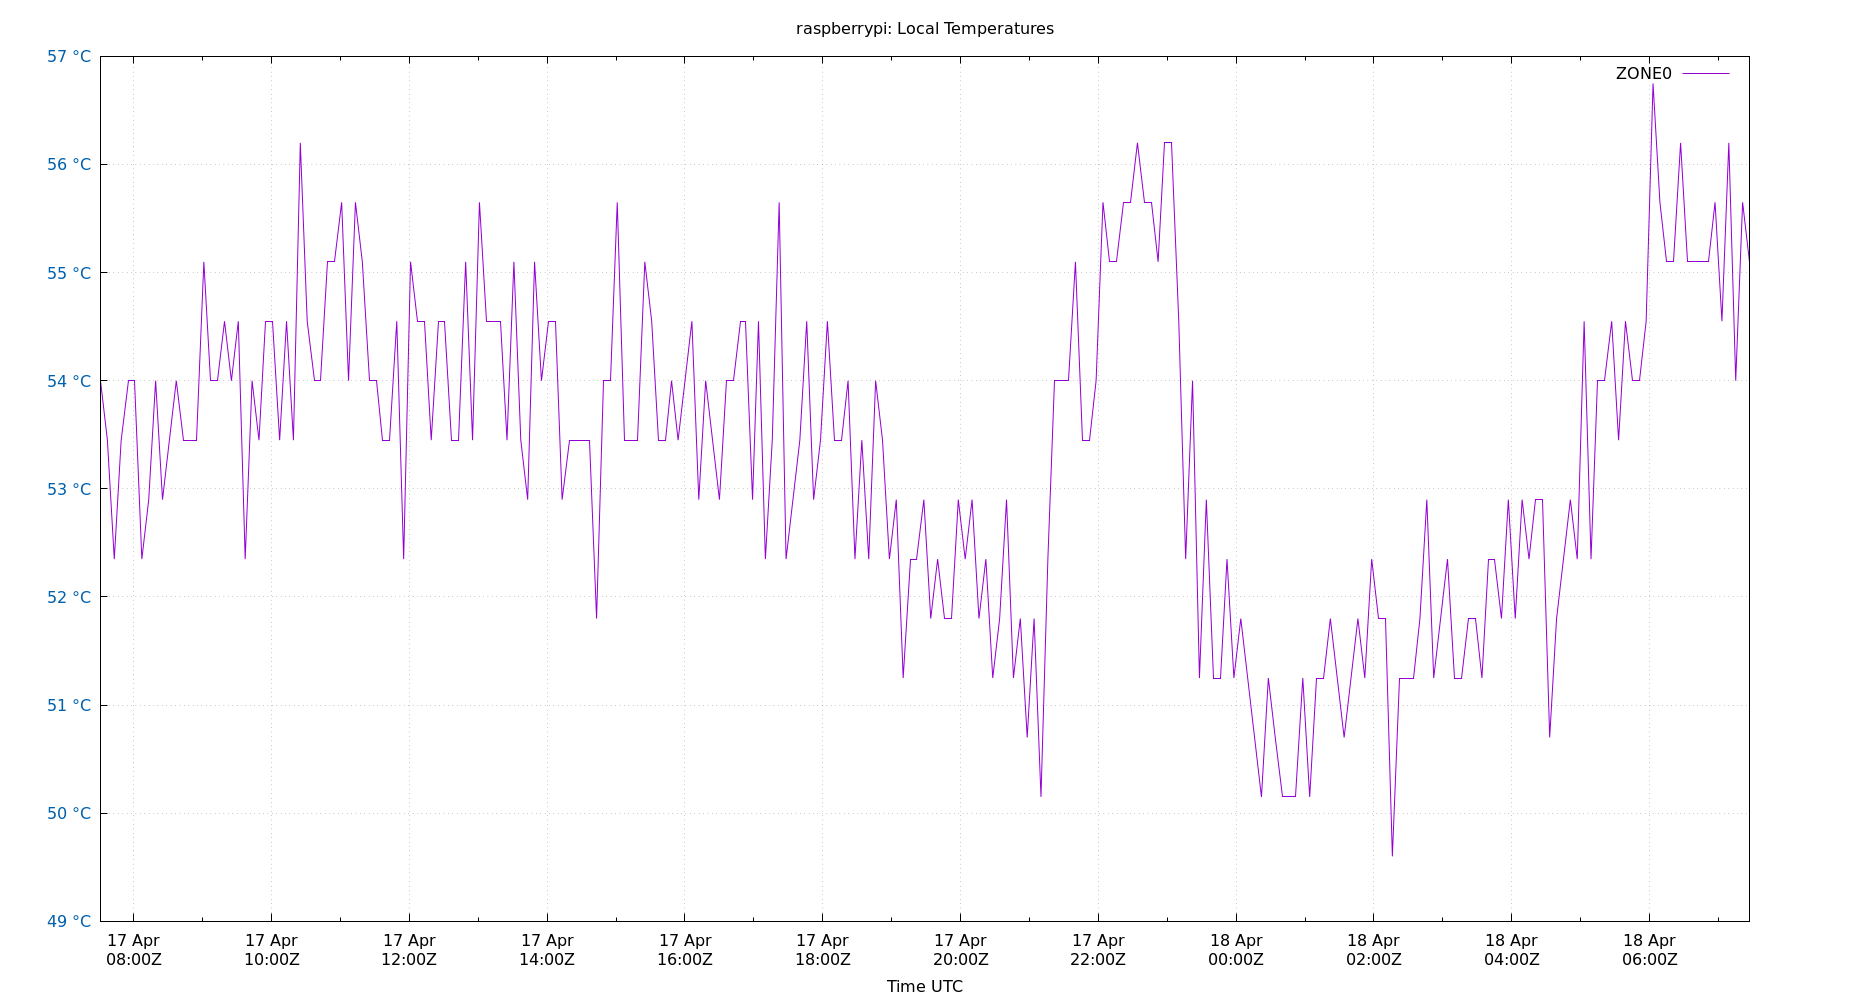 raspberrypi: Local Temperatures
57 °C
ZONE0
56 °C
55 °C
54 °C
53 °C
52 °C
51 °C
50 °C
49 °C
17 Apr 17 Apr 17 Apr 17 Apr 17 Apr 17 Apr 17 Apr 17 Apr 18 Apr 18 Apr 18 Apr 18 Apr
08:00Z 10:00Z 12:00Z 14:00Z 16:00Z 18:00Z 20:00Z 22:00Z 00:00Z 02:00Z 04:00Z 06:00Z
Time UTC